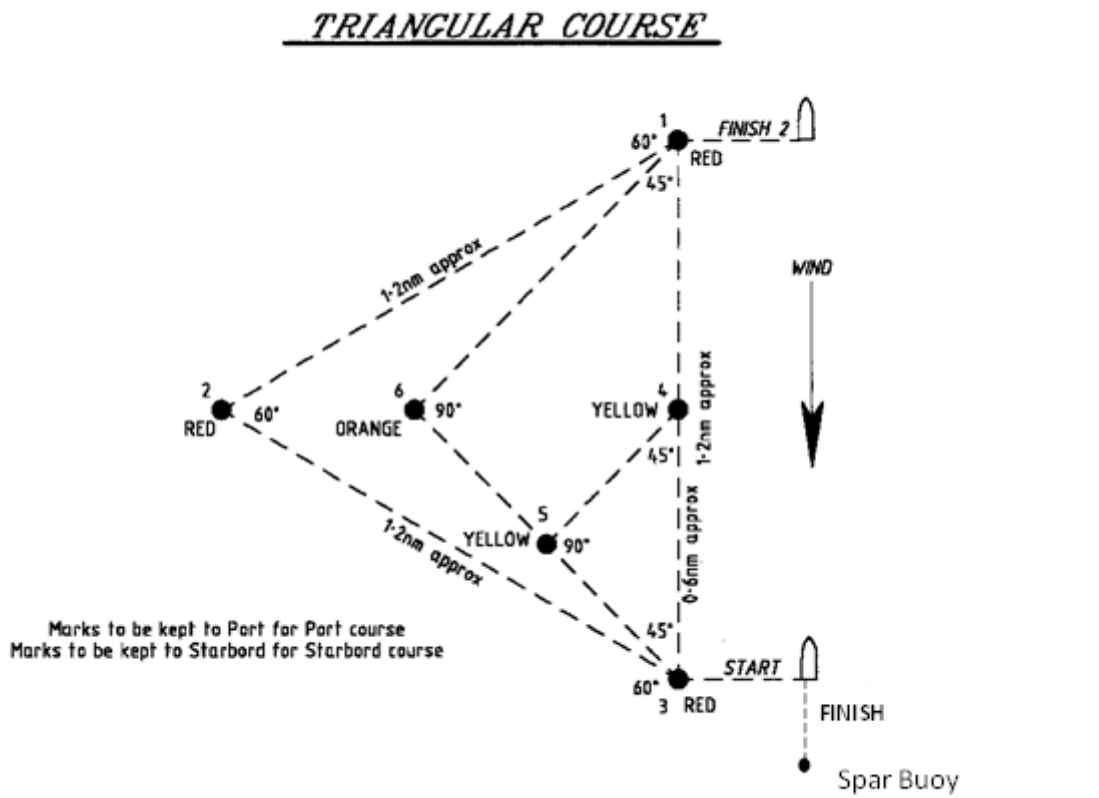 TRIANGULAR COURSE
1
FINISH 2
60°
RED
45°
1·2nm approx
WIND
2
6
4
60°
90°
YELLOW
RED
ORANGE
1·2nm approx
45°
5
YELLOW
90°
1·2nm approx
0·6nm approx
Marks to be kept to Port for Port course
Marks to be kept to Starbord for Starbord course
45°
START
60°
3
RED
FINISH
Spar Buoy